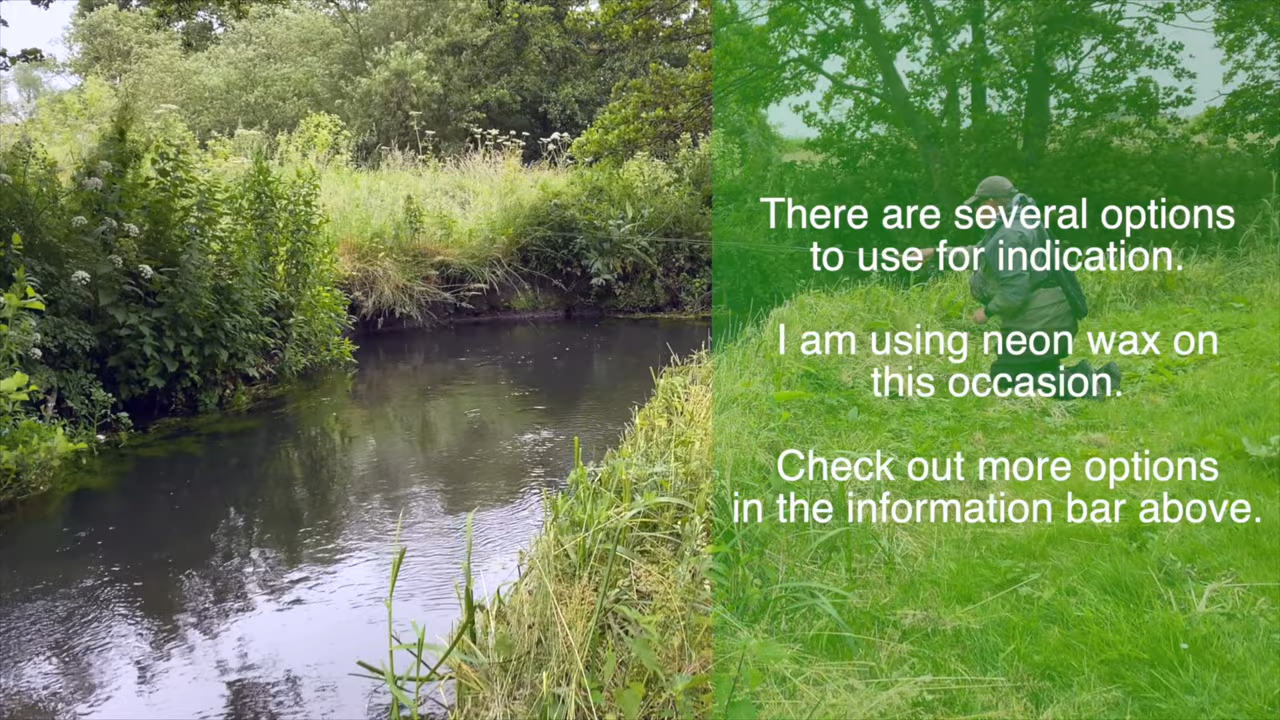 There are several options
to use for indication.
I am using neon wax on
this occasion.
Check out more options
in the information bar above.